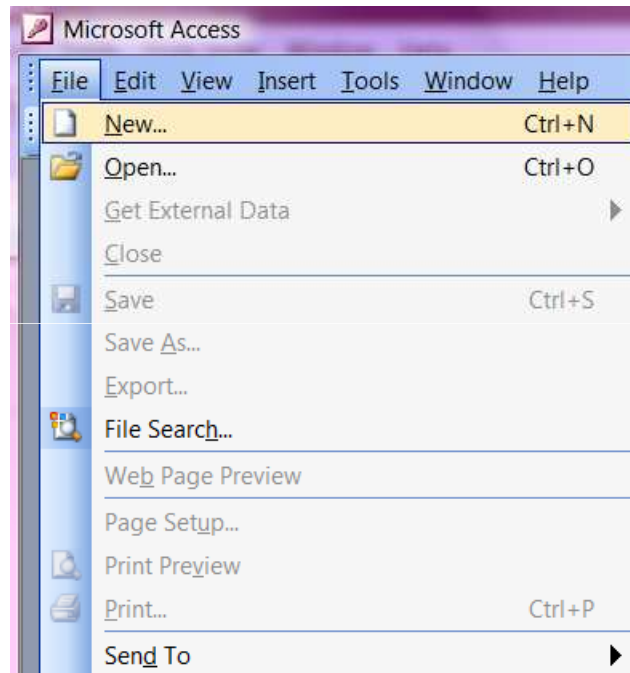 Microsoft Access
File Edit View Insert Tools Window Help
New... Ctrl+N
Open... Ctrl+O
Get External Data
Close
Save Ctrl+S
Save As...
Export...
File Search...
Web Page Preview
Page Setup...
Print Preview
Print... Ctrl+P
Send To